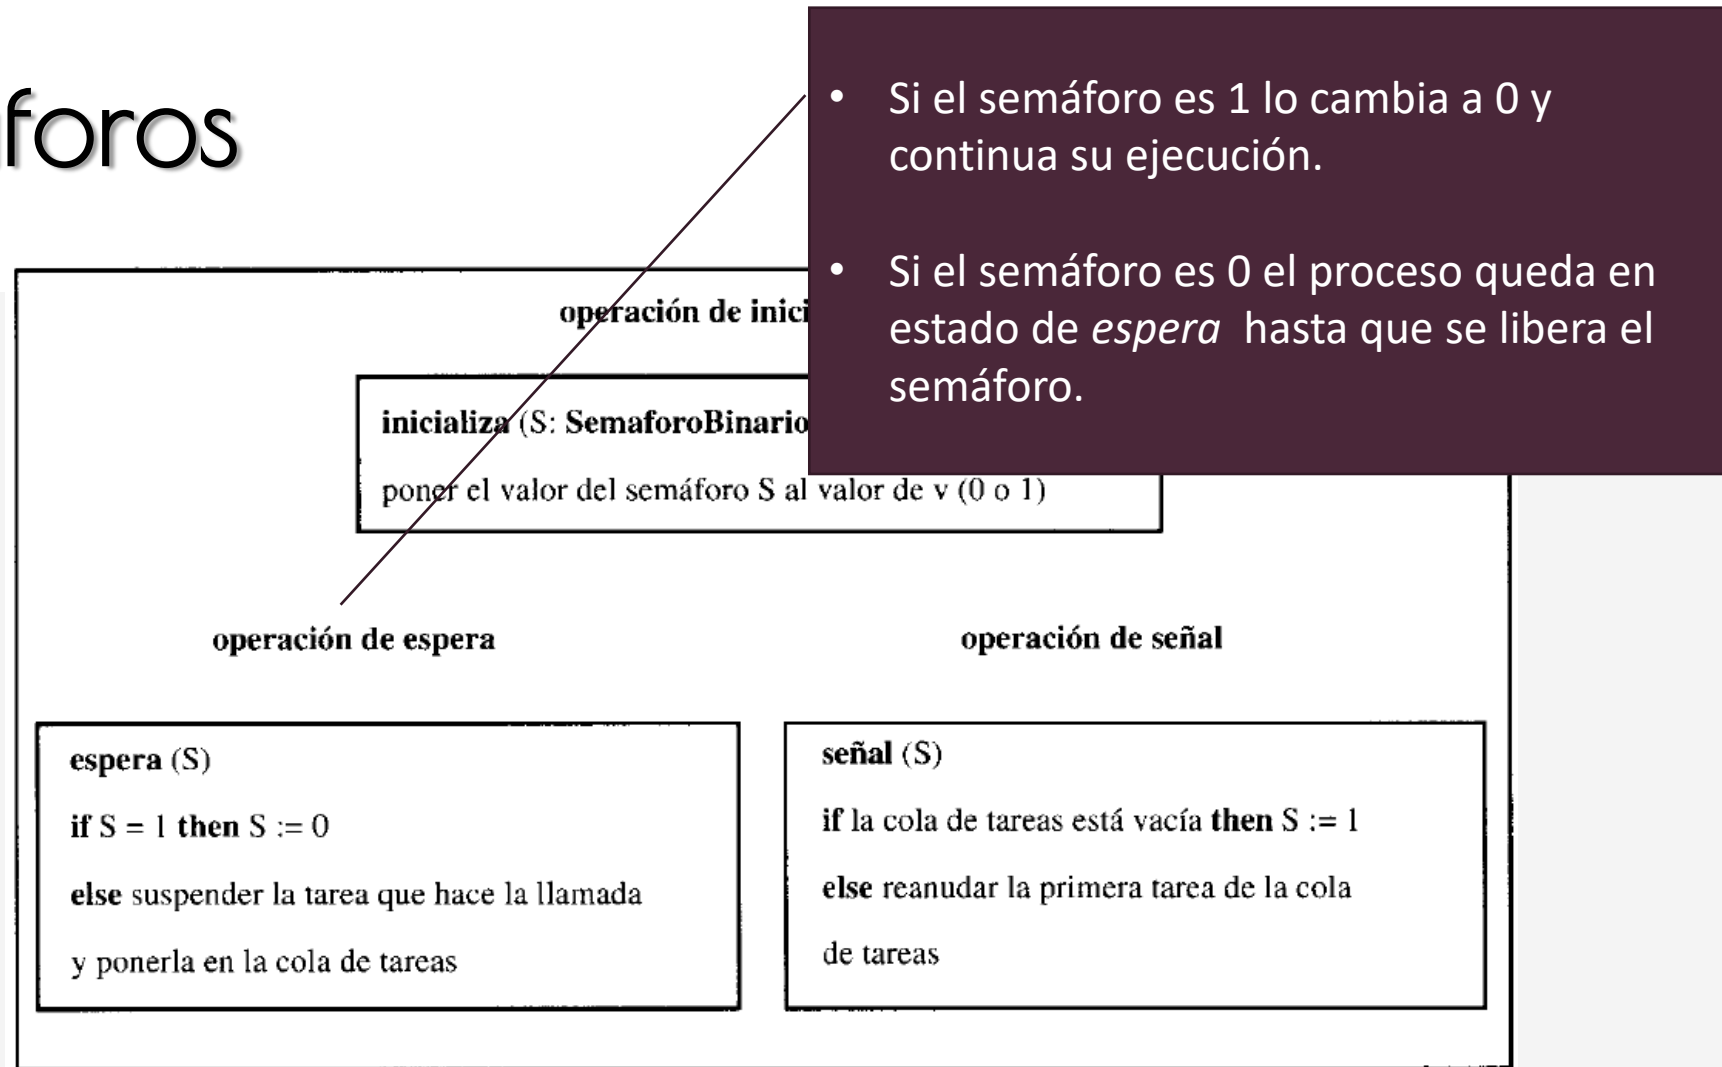 foros
• Si el semáforo es 1 lo cambia a 0 y
continua su ejecución.
• Si el semáforo es 0 el proceso queda en
estado de espera hasta que se libera el
semáforo.
operación de inici
inicializa (S: SemaforoBinario
poner el valor del semáforo S al valor de v (0 o 1)
operación de espera
espera (S)
if S = 1 then S := 0
else suspender la tarea que hace la llamada
y ponerla en la cola de tareas
operación de señal
señal (S)
if la cola de tareas está vacía then S := 1
else reanudar la primera tarea de la cola
de tareas